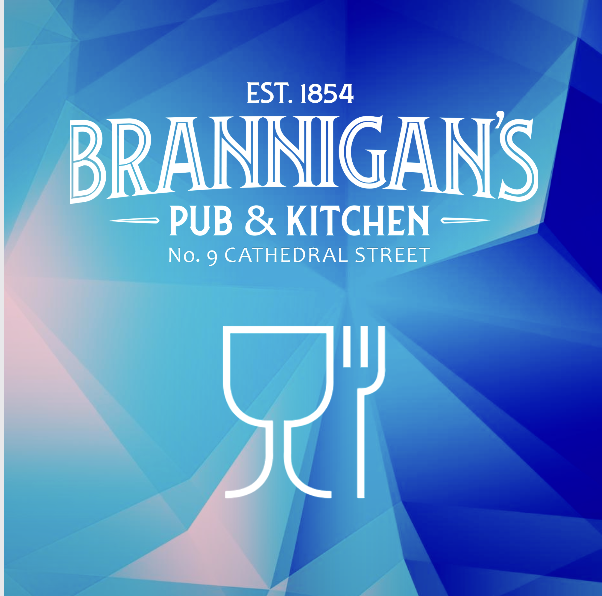 EST. 1854
BRANNIGAN'S
PUB & KITCHEN
No. 9 CATHEDRAL STREET